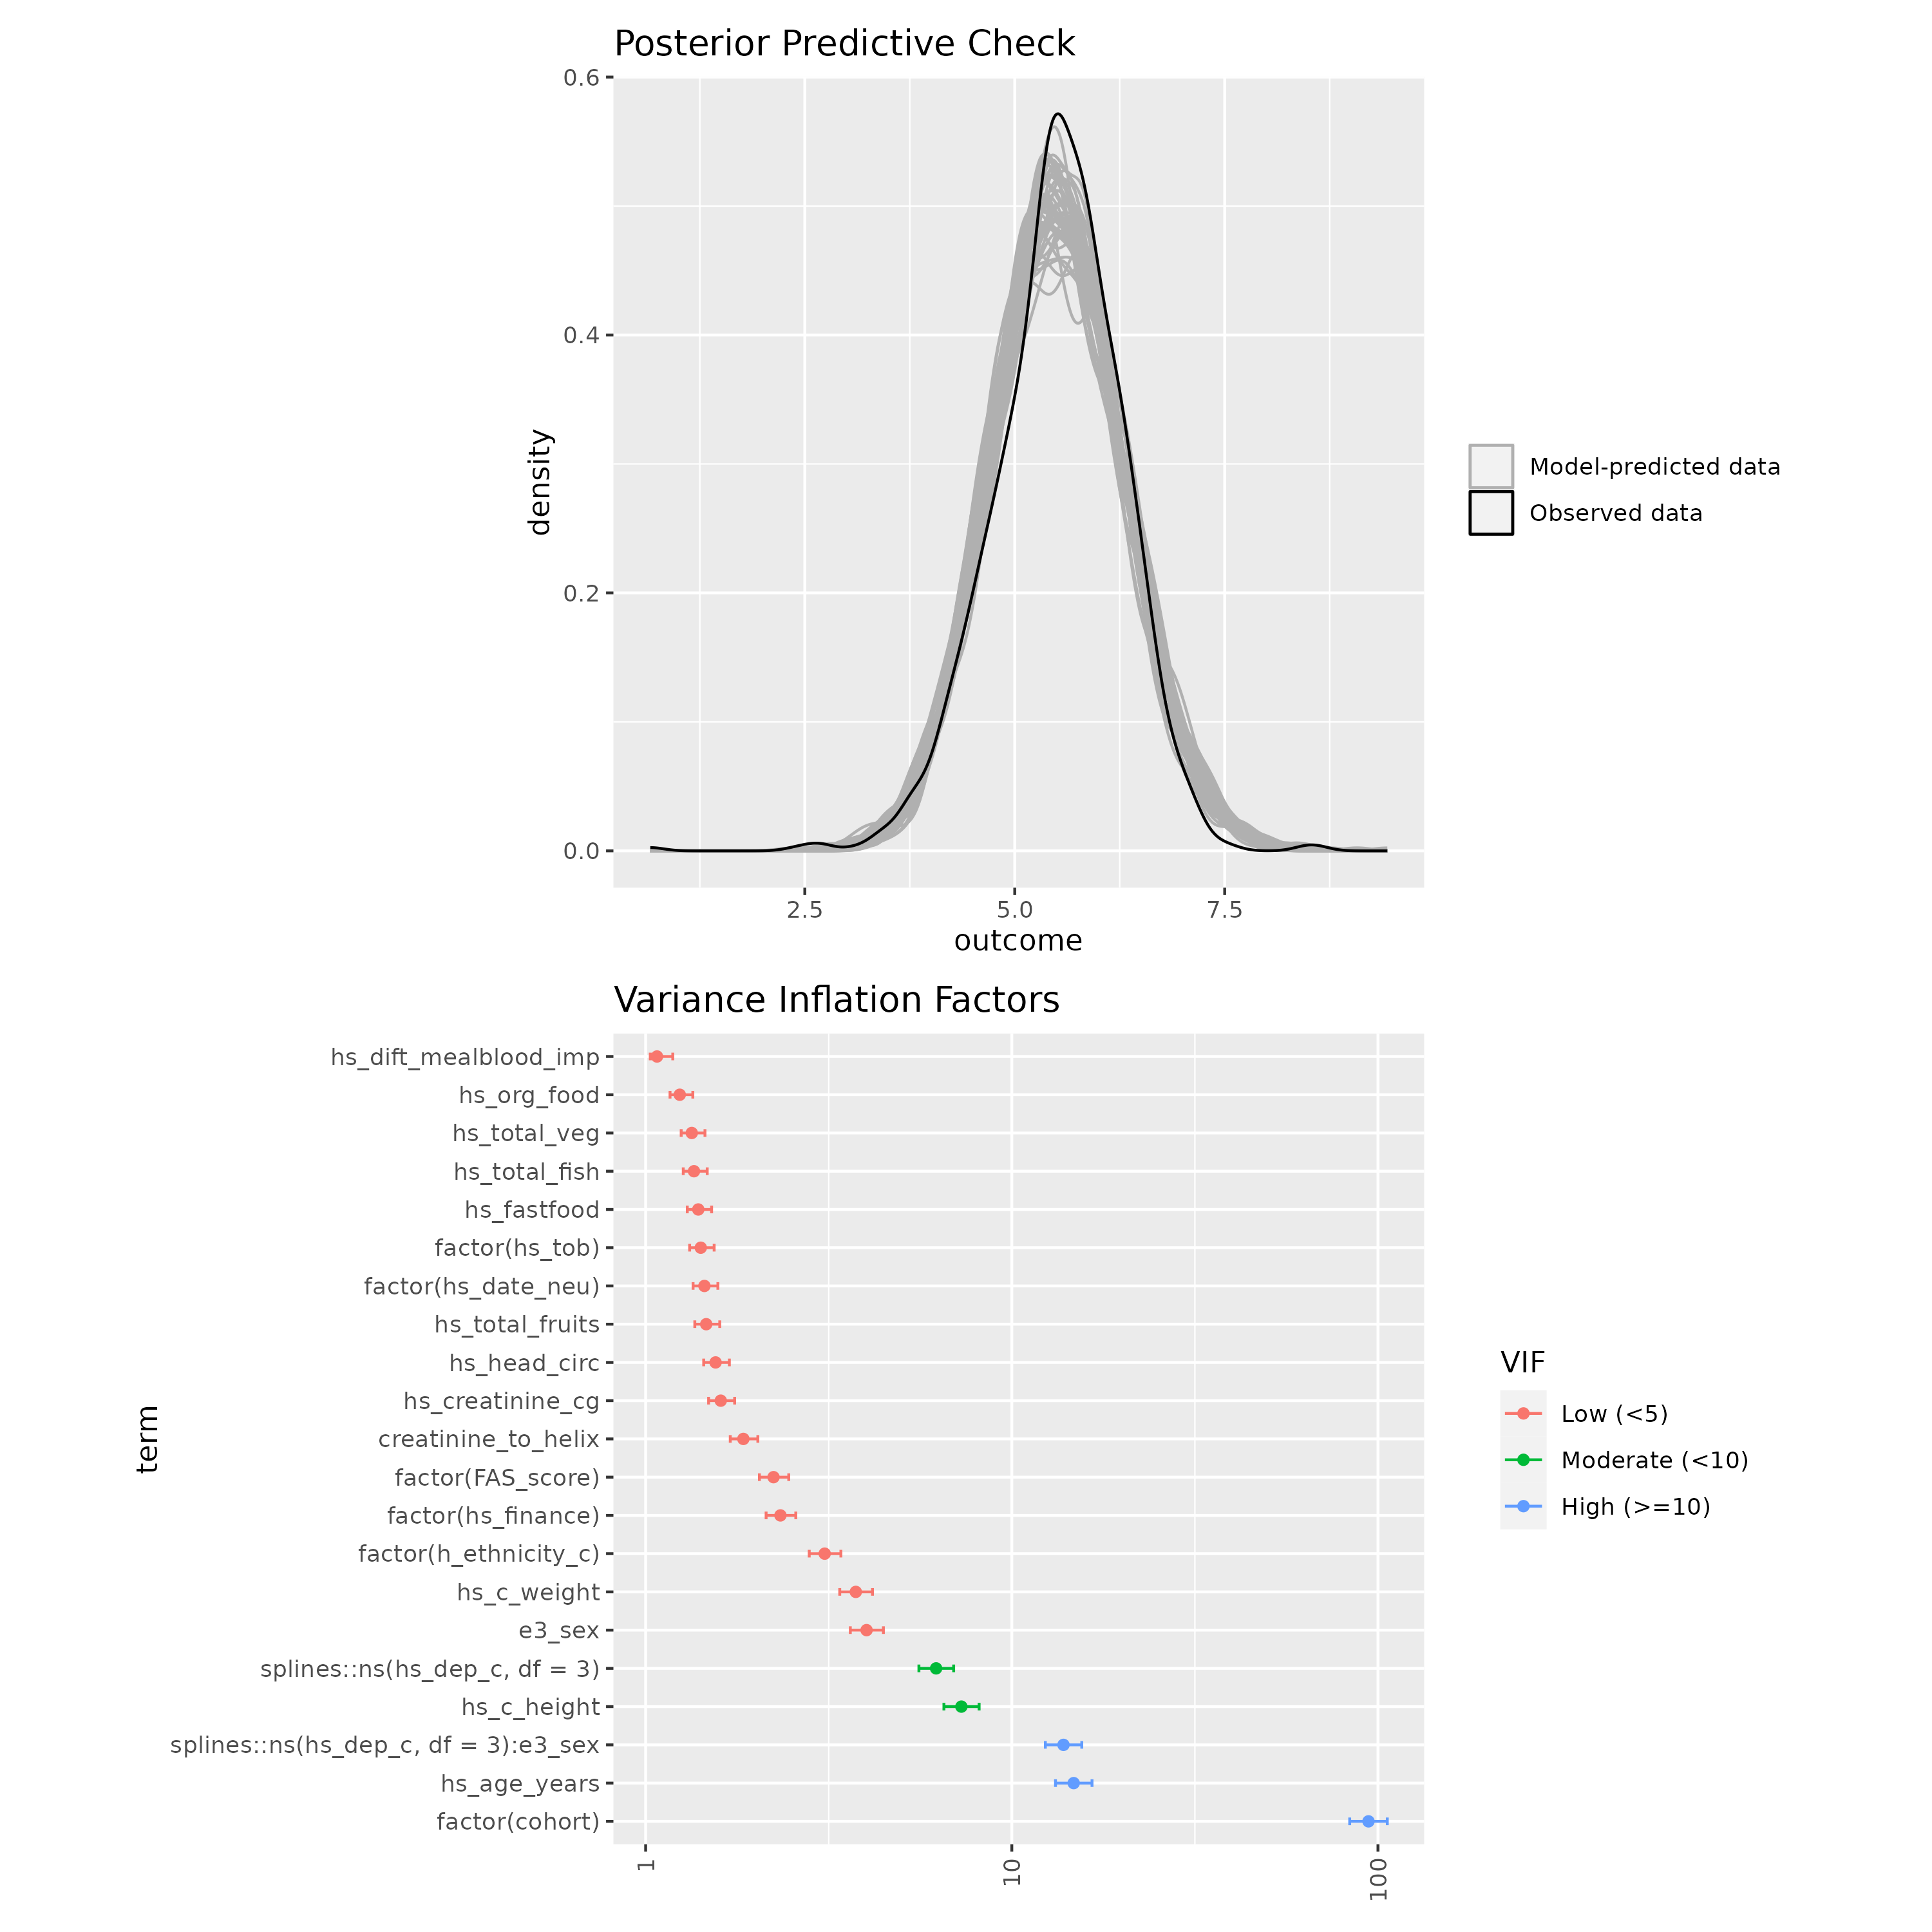 Posterior Predictive Check
0.6
0.4
0.2
0.0
density
2.5 5.0 7.5
outcome
Model-predicted data
Observed data
Variance Inflation Factors
term
hs_dift_mealblood_imp
hs_org_food
hs_total_veg
hs_total_fish
hs_fastfood
factor(hs_tob)
factor(hs_date_neu)
hs_total_fruits
hs_head_circ
hs_creatinine_cg
creatinine_to_helix
factor(FAS_score)
factor(hs_finance)
factor(h_ethnicity_c)
hs_c_weight
e3_sex
splines::ns(hs_dep_c, df = 3)
hs_c_height
splines::ns(hs_dep_c, df = 3):e3_sex
hs_age_years
factor(cohort)
1 10 100
VIF
Low (<5)
Moderate (<10)
High (>=10)